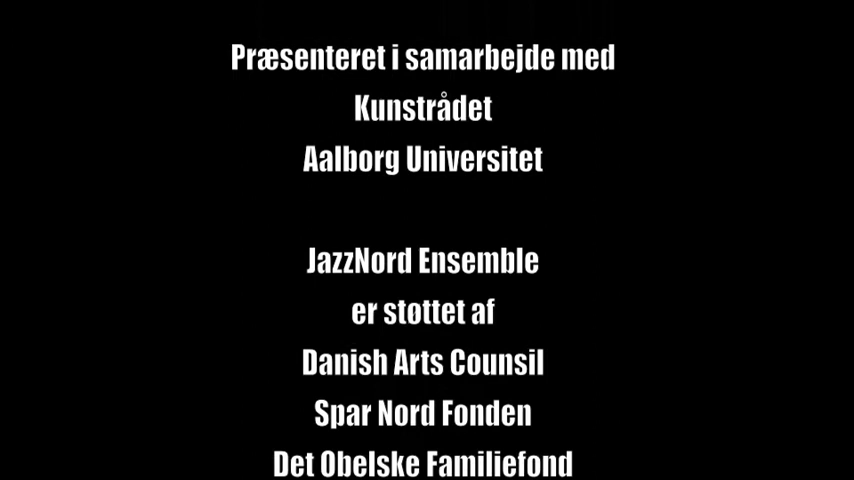 Præsenteret i samarbejde med
Kunstrådet
Aalborg Universitet
JazzNord Ensemble
er støttet af
Danish Arts Counsil
Spar Nord Fonden
Det Obelske Familiefond